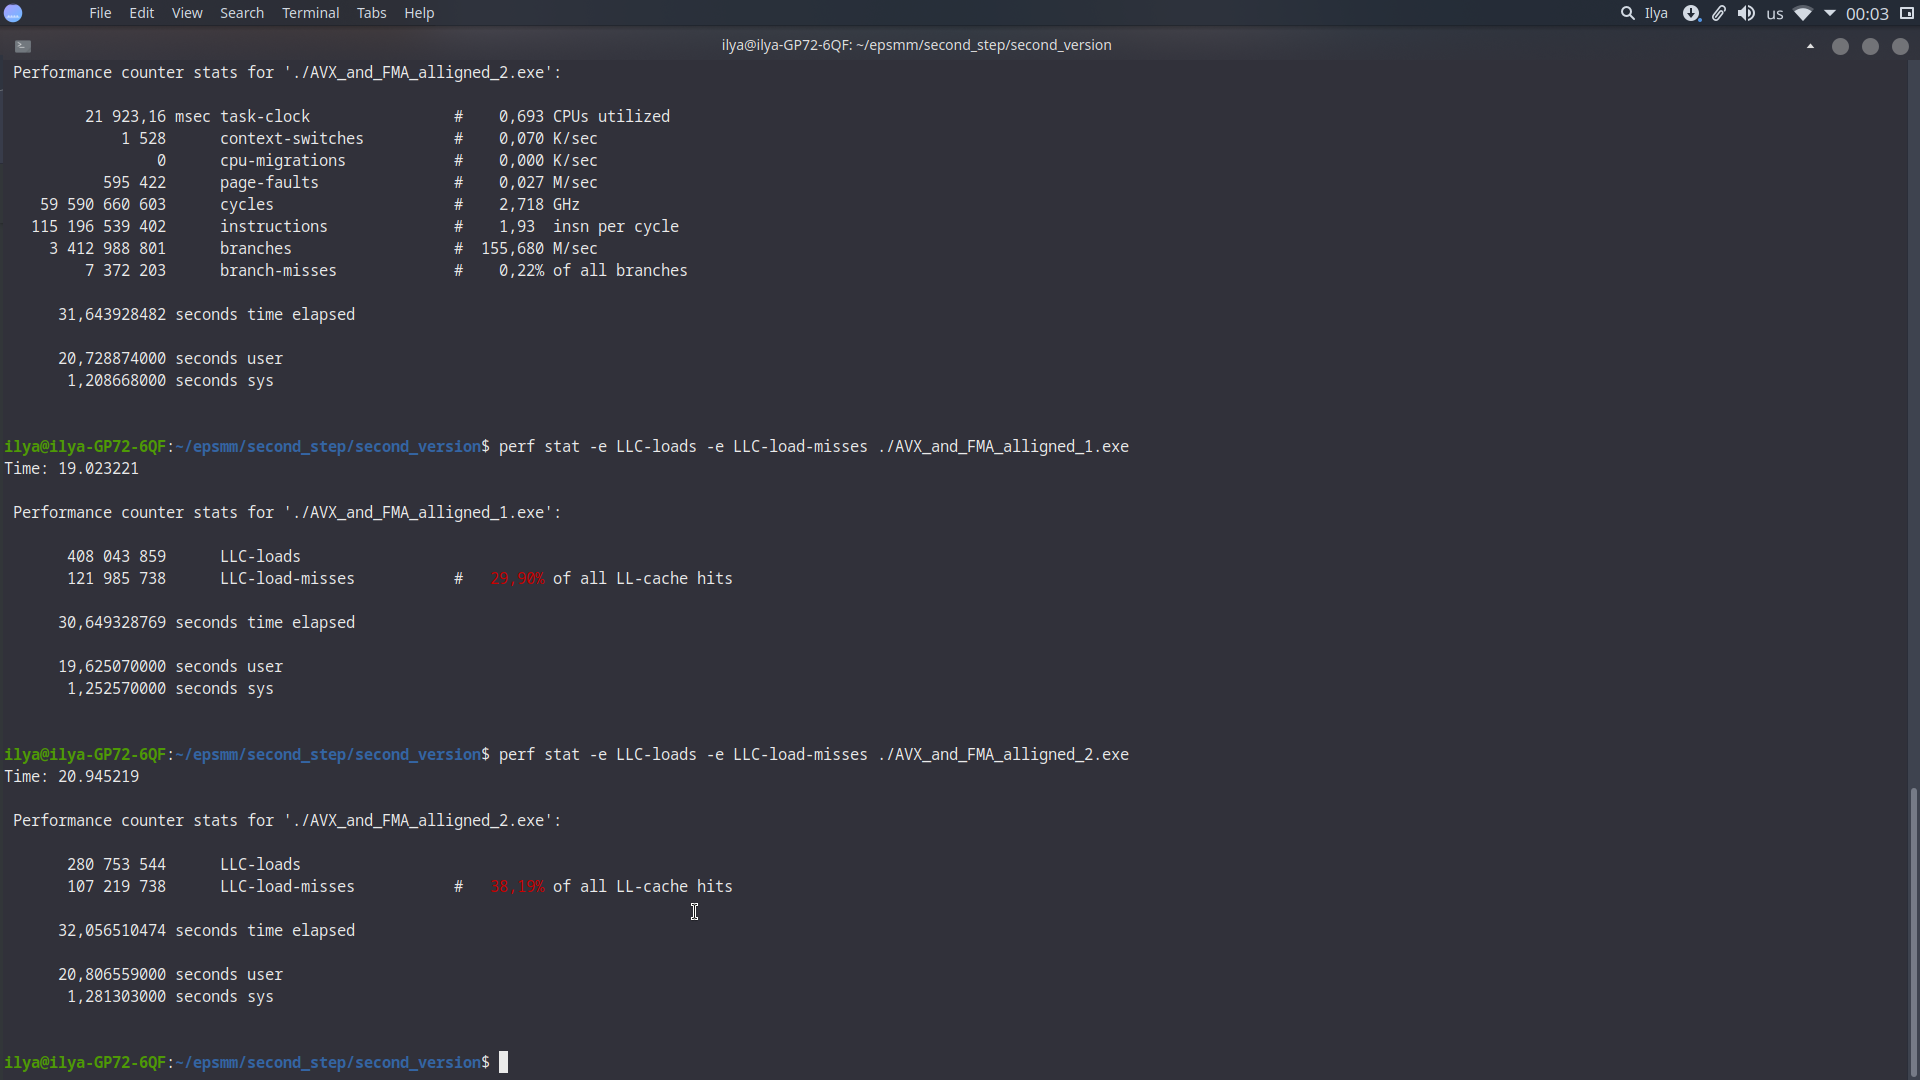 File Edit View Search Terminal Tabs Help Ilya us 00:03
ilya@ilya-GP72-6QF: ~/epsmm/second_step/second_version
Performance counter stats for './AVX_and_FMA_alligned_2.exe':
21 923,16 msec task-clock # 0,693 CPUs utilized
1 528 context-switches # 0,070 K/sec
0 cpu-migrations # 0,000 K/sec
595 422 page-faults # 0,027 M/sec
59 590 660 603 cycles # 2,718 GHz
115 196 539 402 instructions # 1,93 insn per cycle
3 412 988 801 branches # 155,680 M/sec
7 372 203 branch-misses # 0,22% of all branches
31,643928482 seconds time elapsed
20,728874000 seconds user
1,208668000 seconds sys
ilya@ilya-GP72-6QF:~/epsmm/second_step/second_version$ perf stat -e LLC-loads -e LLC-load-misses ./AVX_and_FMA_alligned_1.exe
Time: 19.023221
Performance counter stats for './AVX_and_FMA_alligned_1.exe':
408 043 859 LLC-loads
121 985 738 LLC-load-misses # 29,90% of all LL-cache hits
30,649328769 seconds time elapsed
19,625070000 seconds user
1,252570000 seconds sys
ilya@ilya-GP72-6QF:~/epsmm/second_step/second_version$ perf stat -e LLC-loads -e LLC-load-misses ./AVX_and_FMA_alligned_2.exe
Time: 20.945219
Performance counter stats for './AVX_and_FMA_alligned_2.exe':
280 753 544 LLC-loads
107 219 738 LLC-load-misses # 38,19% of all LL-cache hits
32,056510474 seconds time elapsed
20,806559000 seconds user
1,281303000 seconds sys
ilya@ilya-GP72-6QF:~/epsmm/second_step/second_version$